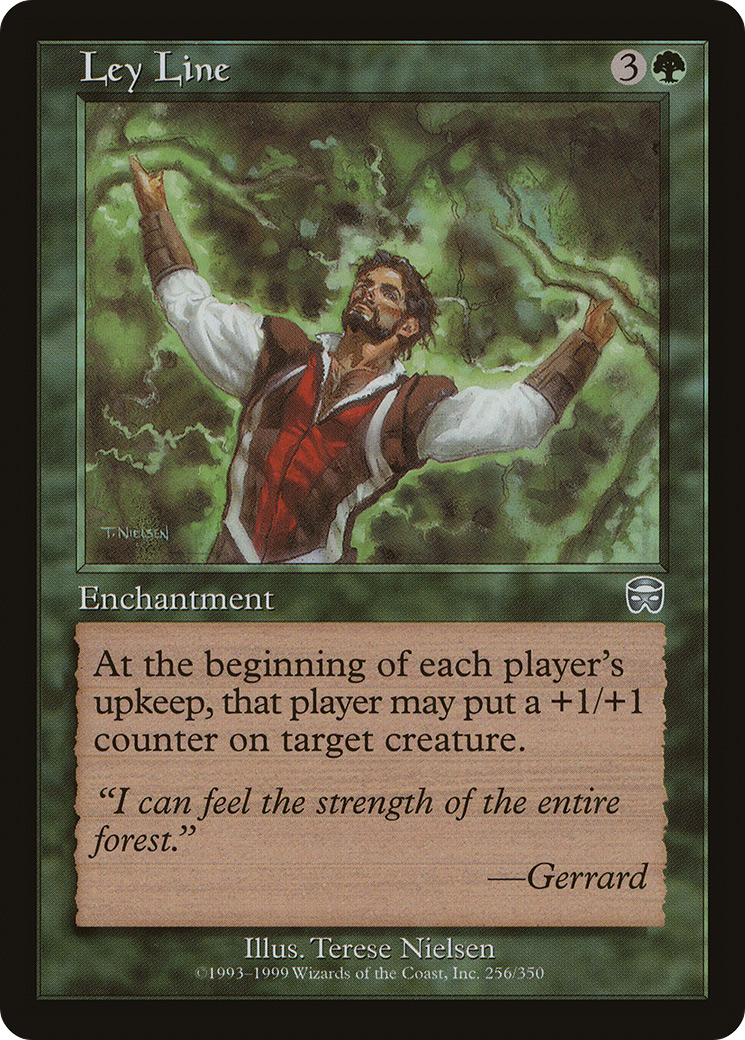 Ley Line
3
T. NIELSEN
Enchantment
At the beginning of each player's
upkeep, that player may put a +1/+1
counter on target creature.
"I can feel the strength of the entire
forest."
—Gerrard
Illus. Terese Nielsen
©1993–1999 Wizards of the Coast, Inc. 256/350